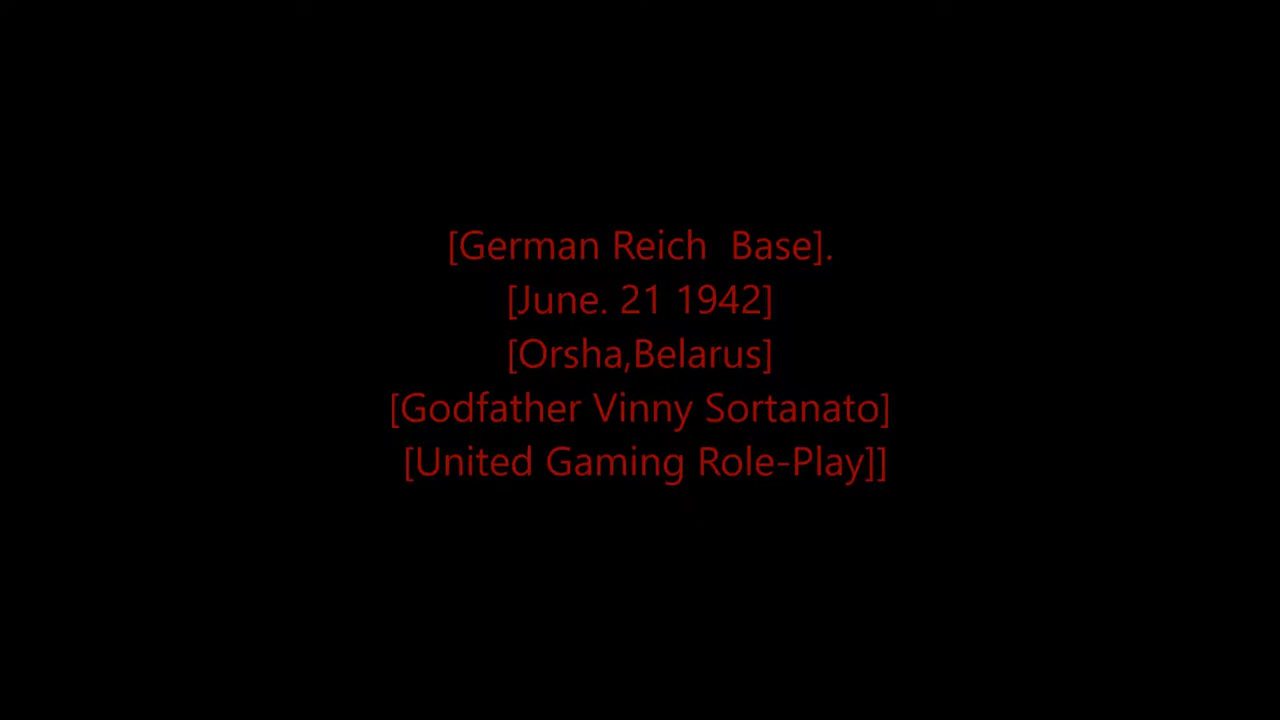 [German Reich  Base].
[June. 21 1942]
[Orsha,Belarus]
[Godfather Vinny Sortanato]
[United Gaming Role-Play]]